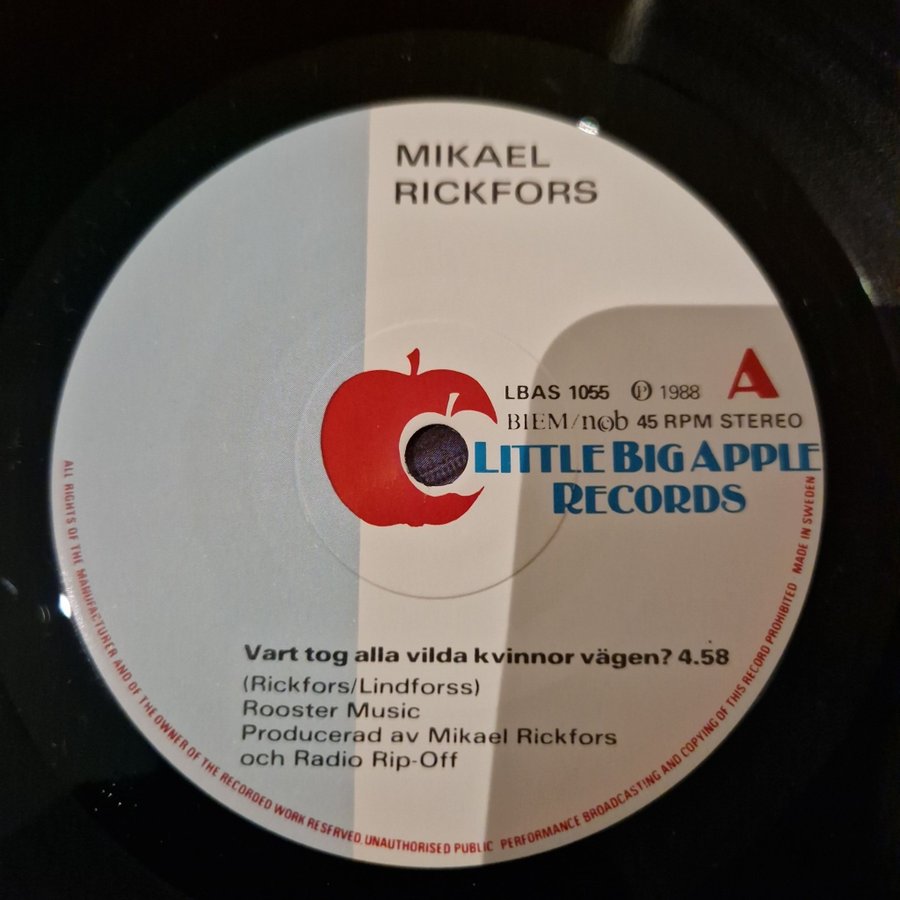 MIKAEL
RICKFORS
LBAS 1055 Ⓟ 1988 A
BIEM/n©b 45 RPM STEREO
LITTLE BIG APPLE
RECORDS
Vart tog alla vilda kvinnor vägen? 4.58
(Rickfors/Lindforss)
Rooster Music
Producerad av Mikael Rickfors
och Radio Rip-Off
ALL RIGHTS OF THE MANUFACTURER AND OF THE OWNER OF THE RECORDED WORK RESERVED. UNAUTHORISED PUBLIC PERFORMANCE BROADCASTING AND COPYING OF THIS RECORD PROHIBITED MADE IN SWEDEN